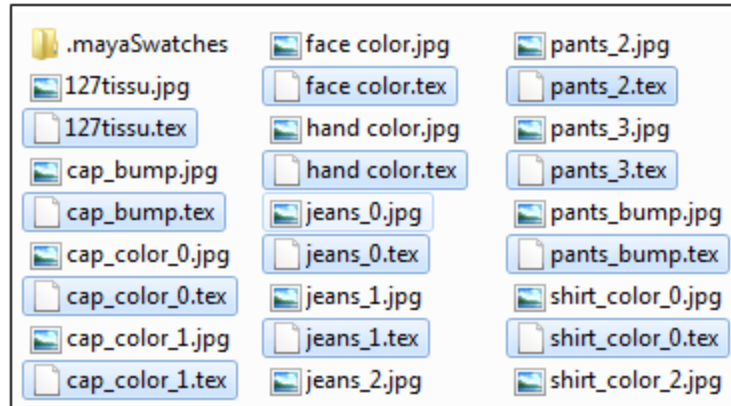 .mayaSwatches
127tissu.jpg
127tissu.tex
cap_bump.jpg
cap_bump.tex
cap_color_0.jpg
cap_color_0.tex
cap_color_1.jpg
cap_color_1.tex
face color.jpg
face color.tex
hand color.jpg
hand color.tex
jeans_0.jpg
jeans_0.tex
jeans_1.jpg
jeans_1.tex
jeans_2.jpg
pants_2.jpg
pants_2.tex
pants_3.jpg
pants_3.tex
pants_bump.jpg
pants_bump.tex
shirt_color_0.jpg
shirt_color_0.tex
shirt_color_2.jpg